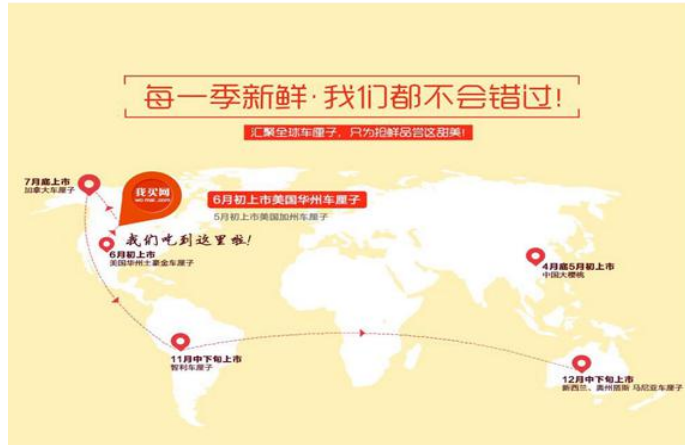 每一季新鲜·我们都不会错过!
汇聚全球车厘子，只为抢鲜品尝这甜美!
7月底上市
加拿大车厘子
我买网
6月初上市美国华州车厘子
5月初上市美国加州车厘子
我们吃到这里啦!
6月初上市
美国华州土豪金车厘子
4月底5月初上市
中国大樱桃
11月中下旬上市
智利车厘子
12月中下旬上市
新西兰、澳州塔斯 马尼亚车厘子